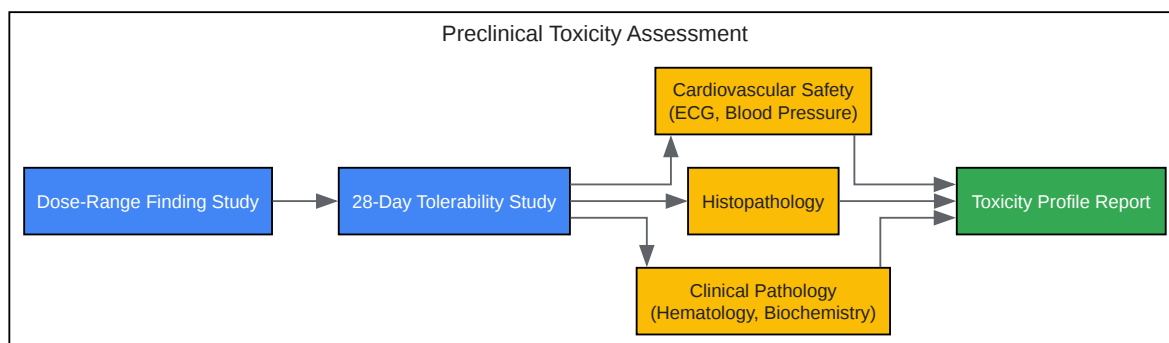 Preclinical Toxicity Assessment
Cardiovascular Safety
(ECG, Blood Pressure)
Dose-Range Finding Study
28-Day Tolerability Study
Histopathology
Toxicity Profile Report
Clinical Pathology
(Hematology, Biochemistry)